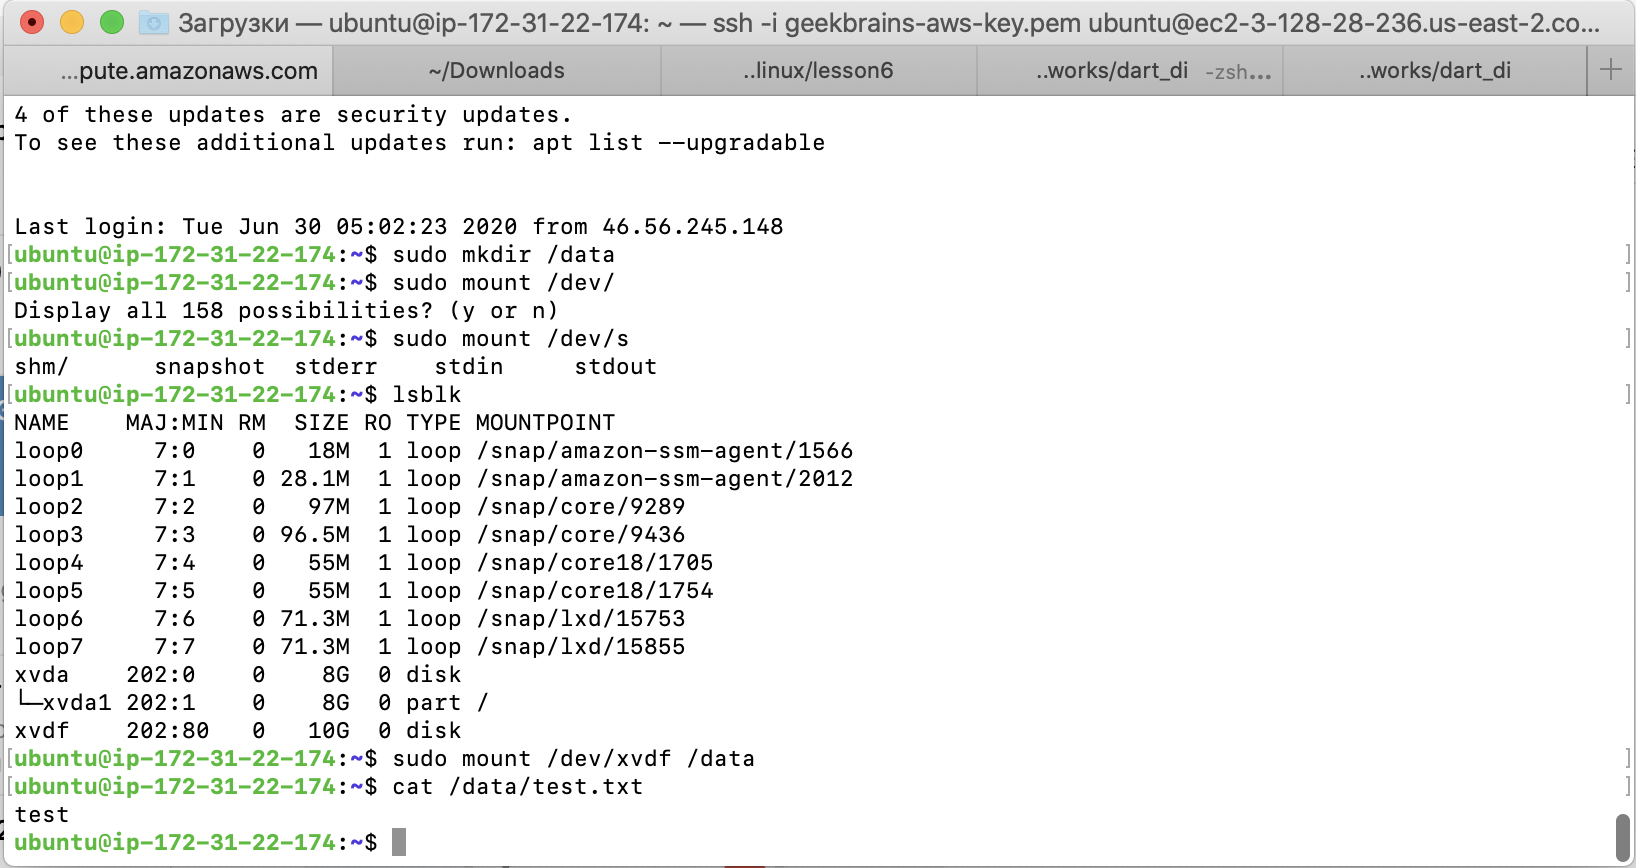 Загрузки — ubuntu@ip-172-31-22-174: ~ — ssh -i geekbrains-aws-key.pem ubuntu@ec2-3-128-28-236.us-east-2.co...
...pute.amazonaws.com ~/Downloads ..linux/lesson6 ..works/dart_di -zsh... ..works/dart_di +
4 of these updates are security updates.
To see these additional updates run: apt list --upgradable
Last login: Tue Jun 30 05:02:23 2020 from 46.56.245.148
[ubuntu@ip-172-31-22-174:~$ sudo mkdir /data ]
[ubuntu@ip-172-31-22-174:~$ sudo mount /dev/ ]
Display all 158 possibilities? (y or n)
[ubuntu@ip-172-31-22-174:~$ sudo mount /dev/s ]
shm/      snapshot  stderr    stdin     stdout
[ubuntu@ip-172-31-22-174:~$ lsblk ]
NAME    MAJ:MIN RM  SIZE RO TYPE MOUNTPOINT
loop0     7:0    0   18M  1 loop /snap/amazon-ssm-agent/1566
loop1     7:1    0 28.1M  1 loop /snap/amazon-ssm-agent/2012
loop2     7:2    0   97M  1 loop /snap/core/9289
loop3     7:3    0 96.5M  1 loop /snap/core/9436
loop4     7:4    0   55M  1 loop /snap/core18/1705
loop5     7:5    0   55M  1 loop /snap/core18/1754
loop6     7:6    0 71.3M  1 loop /snap/lxd/15753
loop7     7:7    0 71.3M  1 loop /snap/lxd/15855
xvda    202:0    0    8G  0 disk
└─xvda1 202:1    0    8G  0 part /
xvdf    202:80   0   10G  0 disk
[ubuntu@ip-172-31-22-174:~$ sudo mount /dev/xvdf /data ]
[ubuntu@ip-172-31-22-174:~$ cat /data/test.txt ]
test
ubuntu@ip-172-31-22-174:~$